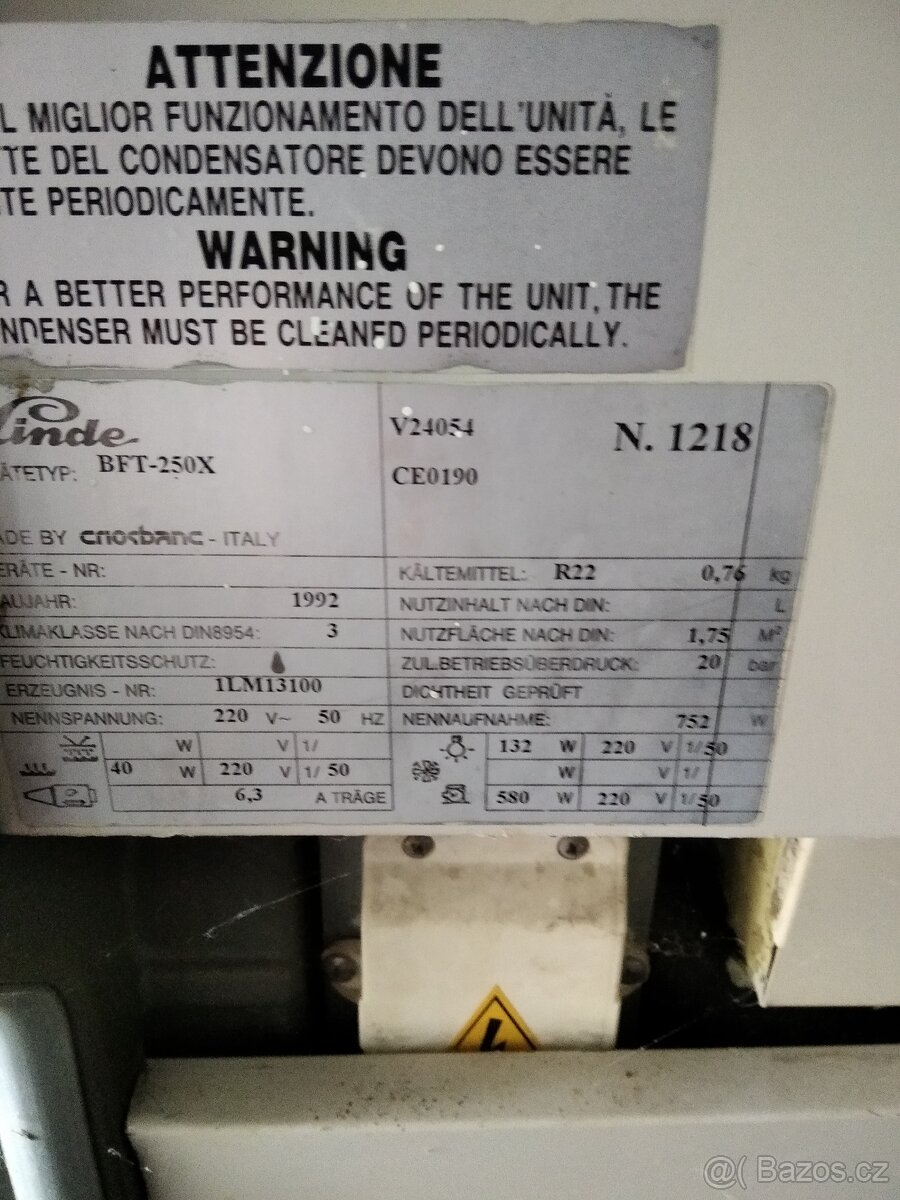 ATTENZIONE
L MIGLIOR FUNZIONAMENTO DELL'UNITÀ, LE
TE DEL CONDENSATORE DEVONO ESSERE
TE PERIODICAMENTE.
WARNING
R A BETTER PERFORMANCE OF THE UNIT, THE
NDENSER MUST BE CLEANED PERIODICALLY.
Linde
V24054
N. 1218
ÄTETYP: BFT-250X
CE0190
ADE BY criosbanc - ITALY
ERÄTE - NR:
KÄLTEMITTEL: R22 0,76 kg
AUJAHR: 1992
NUTZINHALT NACH DIN: L
KLIMAKLASSE NACH DIN8954: 3
NUTZFLÄCHE NACH DIN: 1,75 M²
FEUCHTIGKEITSSCHUTZ:
ZUL.BETRIEBSÜBERDRUCK: 20 bar
ERZEUGNIS - NR: 1LM13100
DICHTHEIT GEPRÜFT
NENNSPANNUNG: 220 V~ 50 HZ
NENNAUFNAHME: 752 W
W V 1/
132 W 220 V 1/50
40 W 220 V 1/ 50
W V 1/
6,3 A TRÄGE
580 W 220 V 1/50
@( Bazos.cz